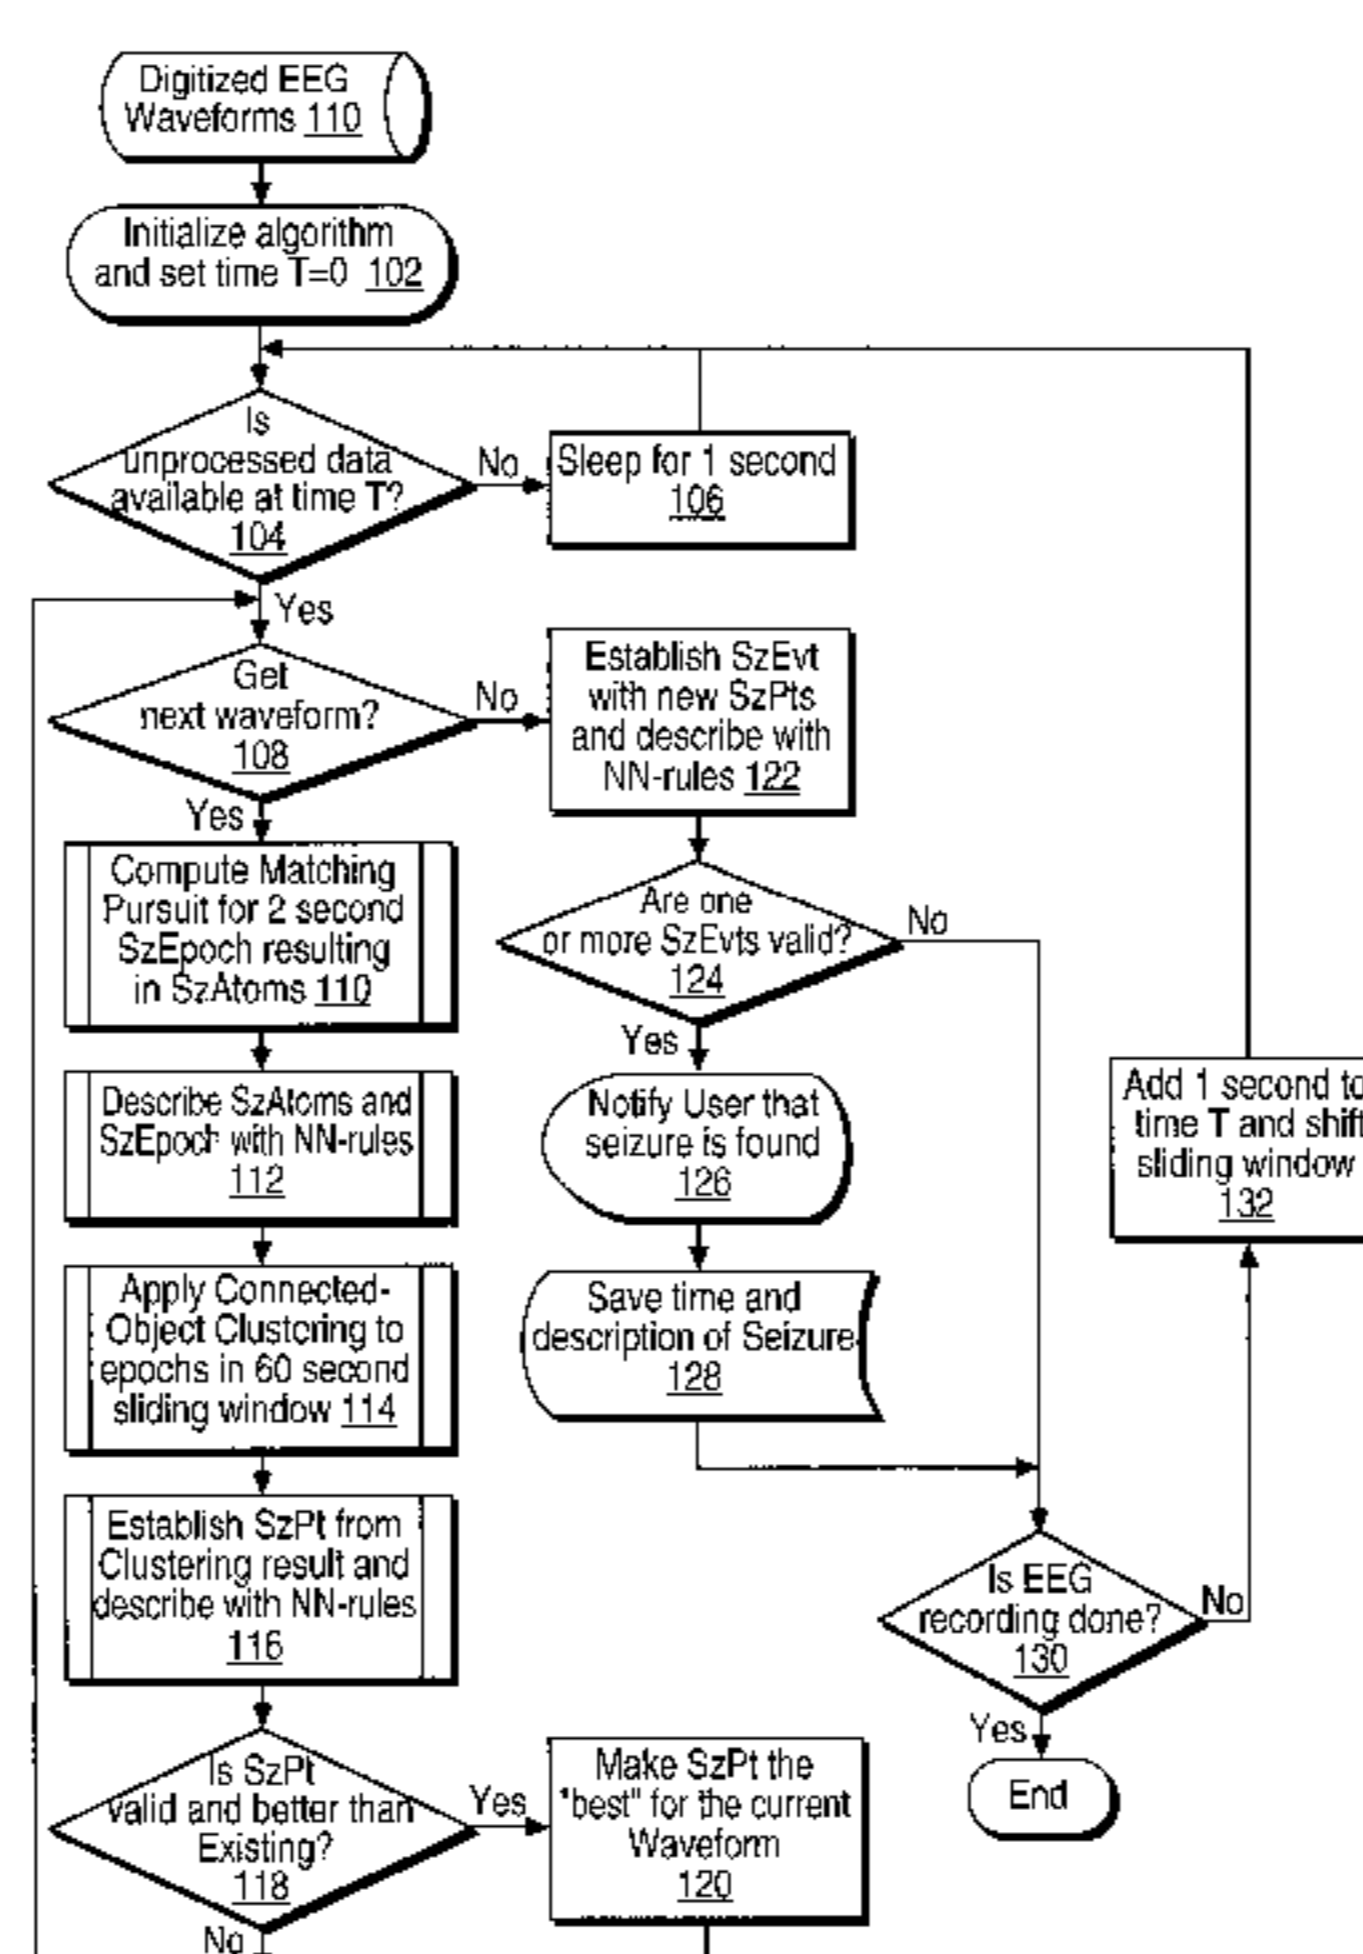 Digitized EEG
Waveforms 110
Initialize algorithm
and set time T=0 102
Is
unprocessed data
available at time T?
104
No
Sleep for 1 second
106
Yes
Get
next waveform?
108
No
Establish SzEvt
with new SzPts
and describe with
NN-rules 122
Yes
Compute Matching
Pursuit for 2 second
SzEpoch resulting
in SzAtoms 110
Are one
or more SzEvts valid?
124
No
Yes
Describe SzAtoms and
SzEpoch with NN-rules
112
Notify User that
seizure is found
126
Add 1 second to
time T and shift
sliding window
132
Apply Connected-
Object Clustering to
epochs in 60 second
sliding window 114
Save time and
description of Seizure
128
Establish SzPt from
Clustering result and
describe with NN-rules
116
Is EEG
recording done?
130
No
Yes
End
Is SzPt
valid and better than
Existing?
118
Yes
Make SzPt the
"best" for the current
Waveform
120
No